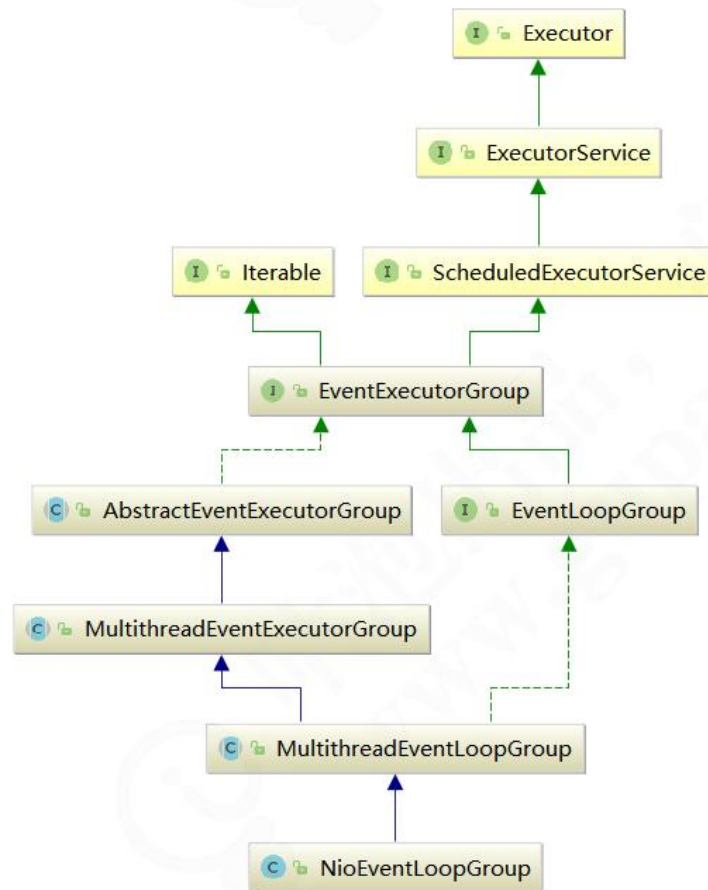 I Executor
I ExecutorService
I Iterable
I ScheduledExecutorService
I EventExecutorGroup
C AbstractEventExecutorGroup
I EventLoopGroup
C MultithreadEventExecutorGroup
C MultithreadEventLoopGroup
C NioEventLoopGroup